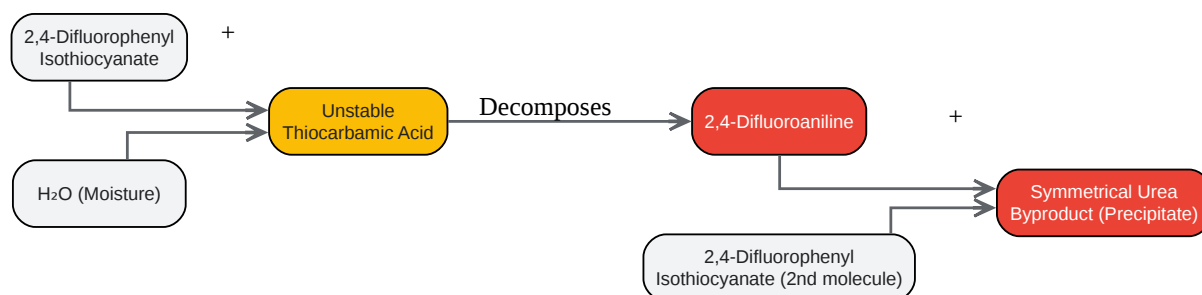 2,4-Difluorophenyl
Isothiocyanate
+
H₂O (Moisture)
Unstable
Thiocarbamic Acid
Decomposes
2,4-Difluoroaniline
+
2,4-Difluorophenyl
Isothiocyanate (2nd molecule)
Symmetrical Urea
Byproduct (Precipitate)